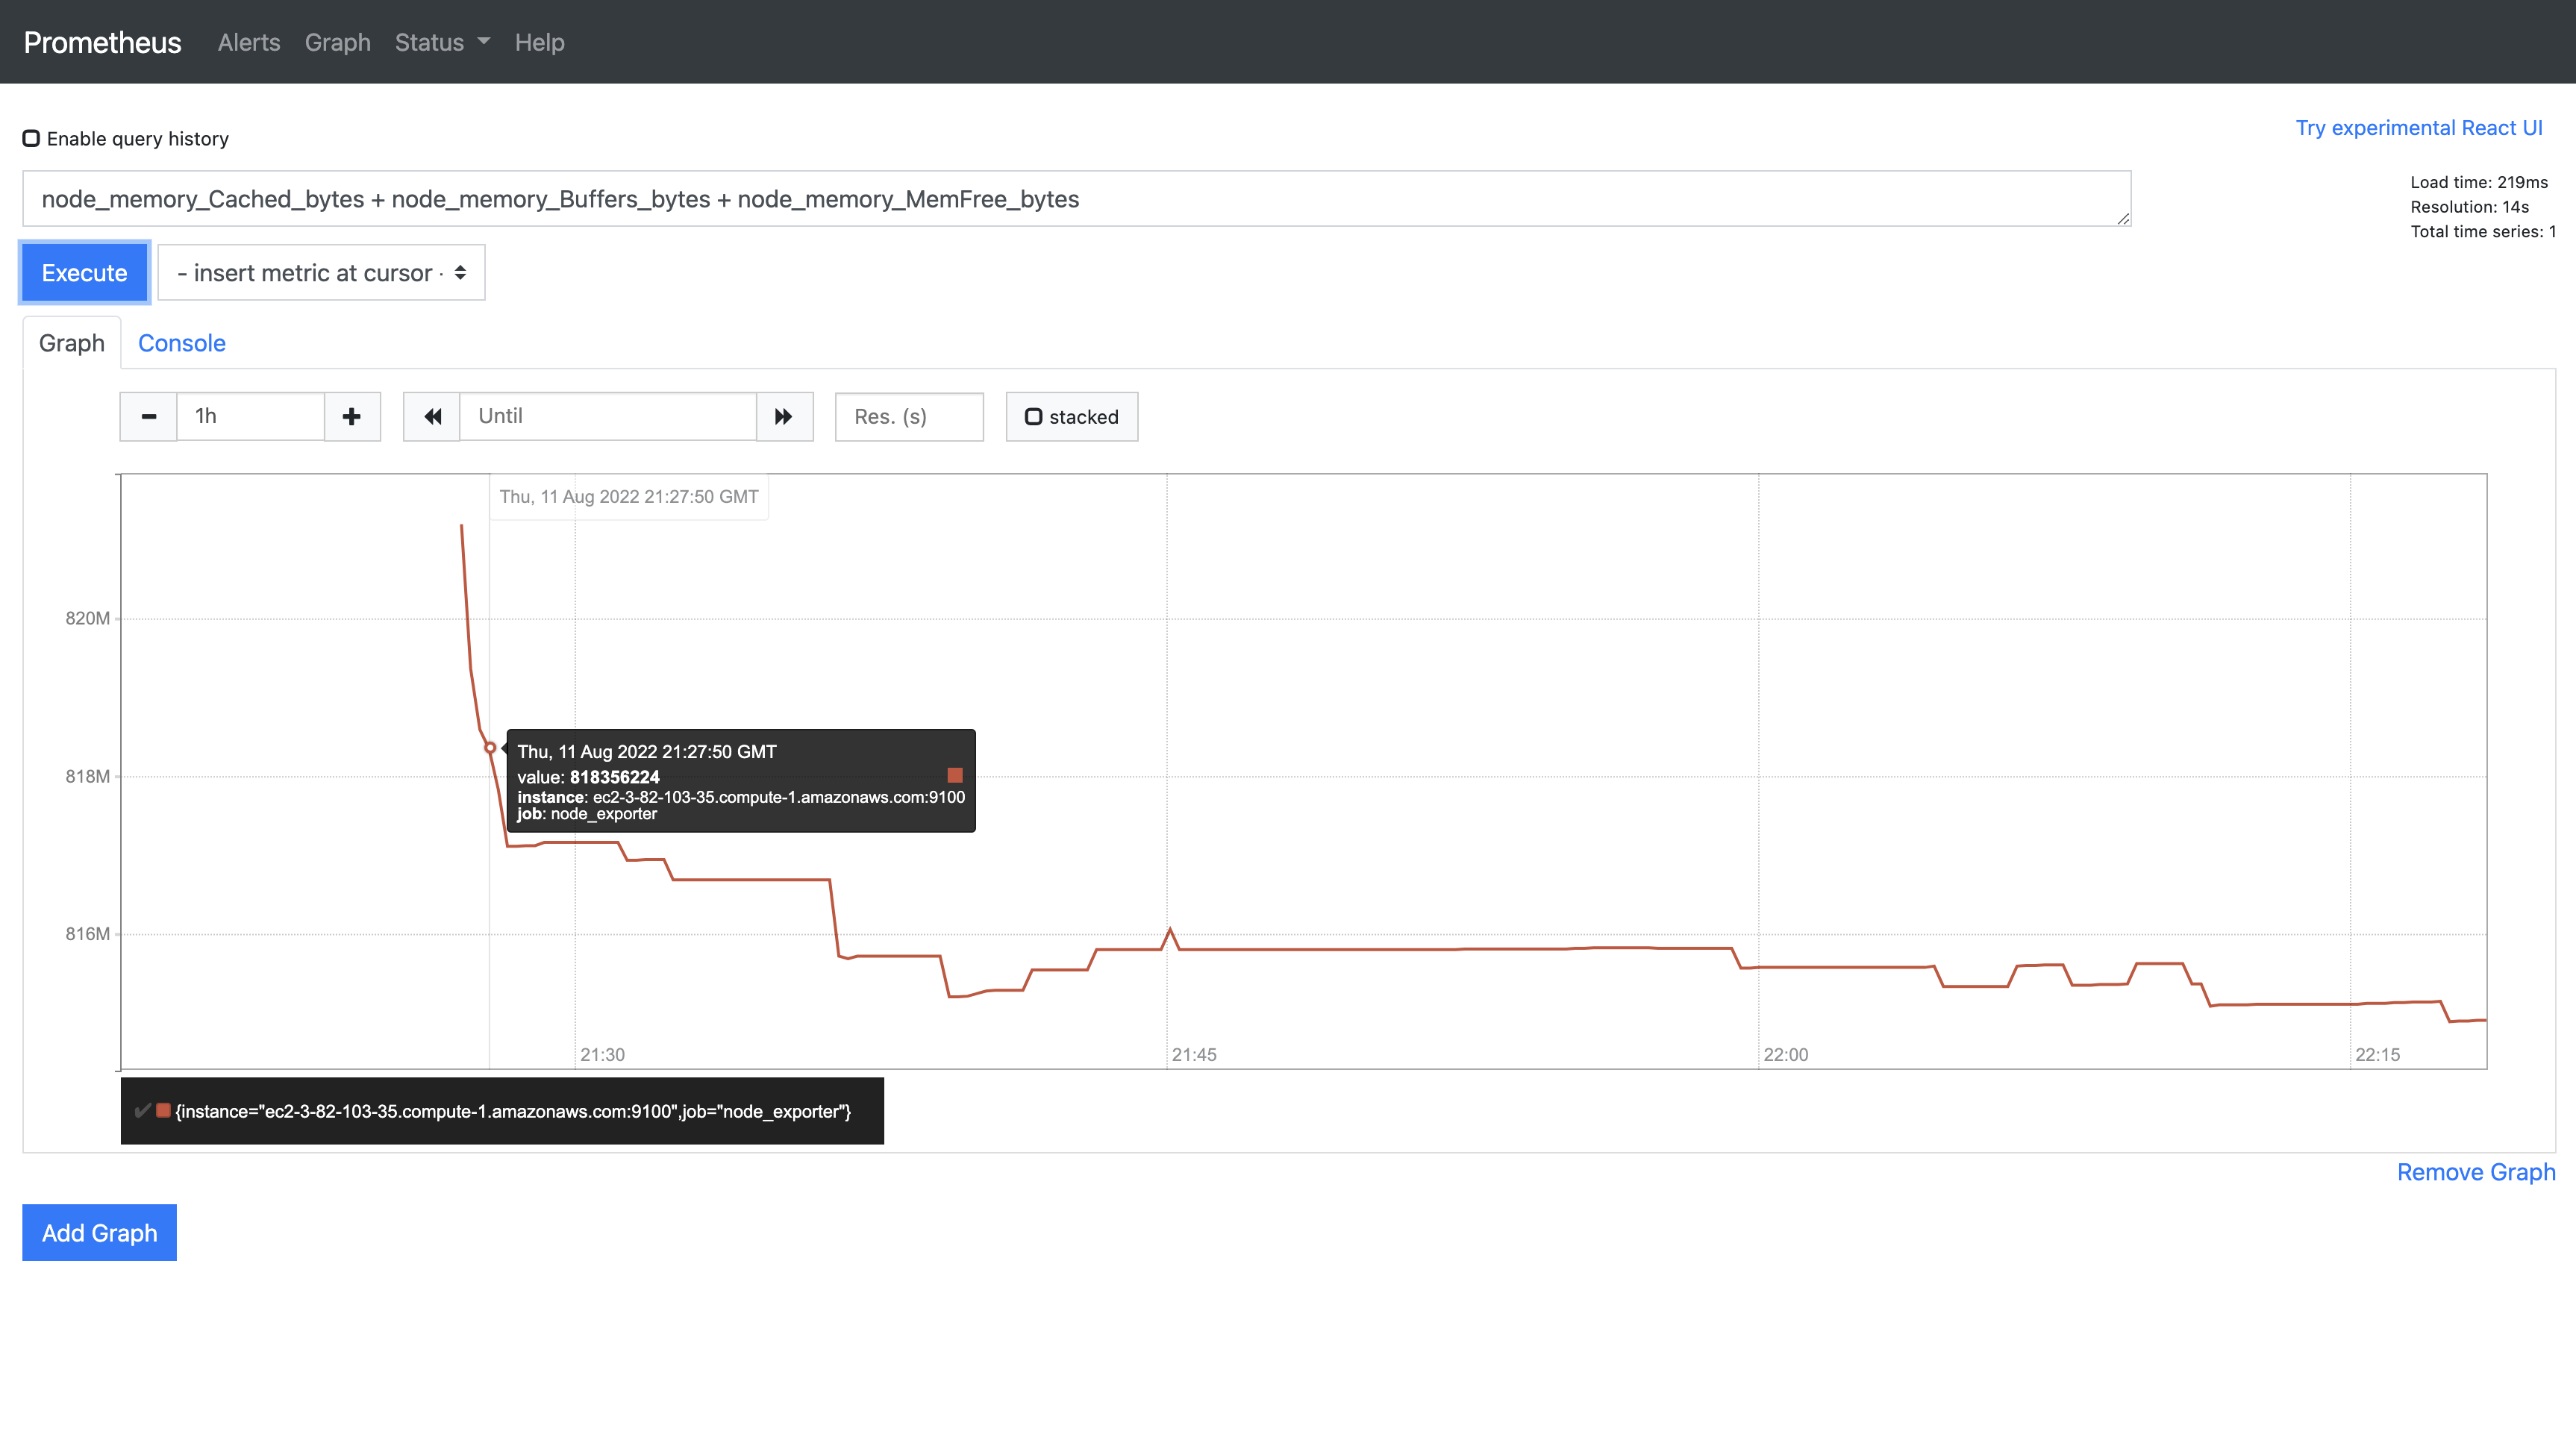 Prometheus Alerts Graph Status Help
Enable query history
Try experimental React UI
node_memory_Cached_bytes + node_memory_Buffers_bytes + node_memory_MemFree_bytes
Load time: 219ms
Resolution: 14s
Total time series: 1
Execute
- insert metric at cursor ·
Graph Console
1h
Until
Res. (s)
stacked
Thu, 11 Aug 2022 21:27:50 GMT
820M
818M
816M
Thu, 11 Aug 2022 21:27:50 GMT
value: 818356224
instance: ec2-3-82-103-35.compute-1.amazonaws.com:9100
job: node_exporter
21:30 21:45 22:00 22:15
{instance="ec2-3-82-103-35.compute-1.amazonaws.com:9100",job="node_exporter"}
Remove Graph
Add Graph